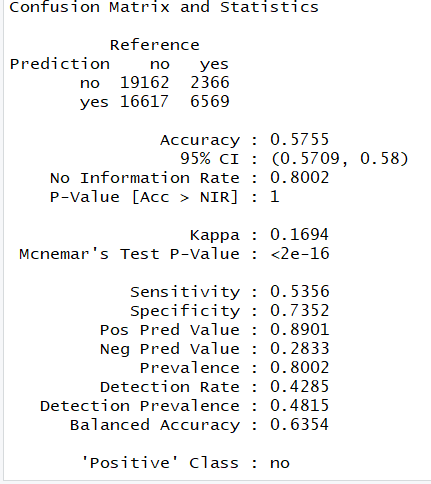 Confusion Matrix and Statistics
Reference
Prediction no yes
no 19162 2366
yes 16617 6569
Accuracy : 0.5755
95% CI : (0.5709, 0.58)
No Information Rate : 0.8002
P-Value [Acc > NIR] : 1
Kappa : 0.1694
Mcnemar's Test P-Value : <2e-16
Sensitivity : 0.5356
Specificity : 0.7352
Pos Pred Value : 0.8901
Neg Pred Value : 0.2833
Prevalence : 0.8002
Detection Rate : 0.4285
Detection Prevalence : 0.4815
Balanced Accuracy : 0.6354
'Positive' Class : no